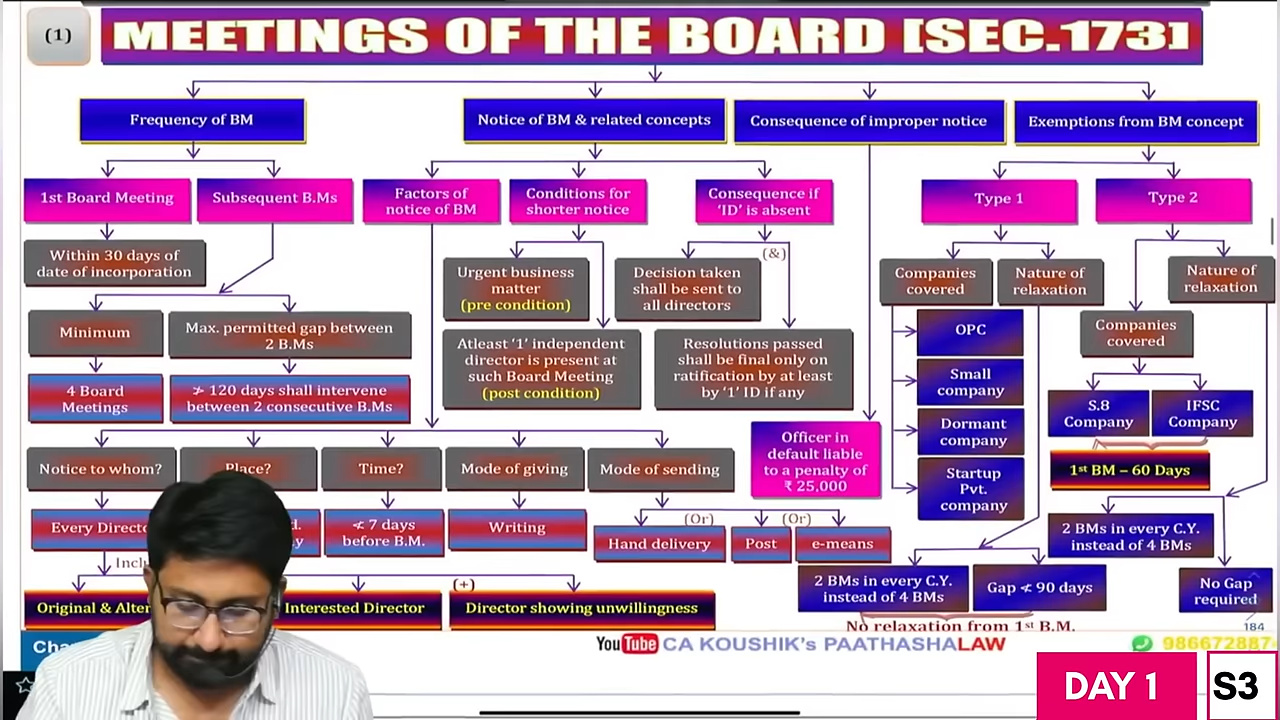 (1)
MEETINGS OF THE BOARD [SEC.173]
Frequency of BM
Notice of BM & related concepts
Consequence of improper notice
Exemptions from BM concept
1st Board Meeting
Subsequent B.Ms
Factors of
notice of BM
Conditions for
shorter notice
Consequence if
'ID' is absent
Type 1
Type 2
Within 30 days of
date of incorporation
Urgent business
matter
(pre condition)
Decision taken
shall be sent to
all directors
(&)
Companies
covered
Nature of
relaxation
Nature of
relaxation
Minimum
Max. permitted gap between
2 B.Ms
Atleast '1' independent
director is present at
such Board Meeting
(post condition)
Resolutions passed
shall be final only on
ratification by at least
by '1' ID if any
OPC
Small
company
Dormant
company
Startup
Pvt.
company
Companies
covered
4 Board
Meetings
≯ 120 days shall intervene
between 2 consecutive B.Ms
S.8
Company
IFSC
Company
1st BM – 60 Days
Officer in
default liable
to a penalty of
₹ 25,000
Notice to whom?
Place?
Time?
Mode of giving
Mode of sending
Every
≮ 7 days
before B.M.
Writing
(Or)
(Or)
Hand delivery
Post
e-means
2 BMs in every C.Y.
instead of 4 BMs
2 BMs in every C.Y.
instead of 4 BMs
Gap ≮ 90 days
No Gap
required
(+)
Original &
Interested Director
Director showing unwillingness
No relaxation from 1st B.M.
184
YouTube CA KOUSHIK's PAATHASHALAW
986672887
DAY 1
S3